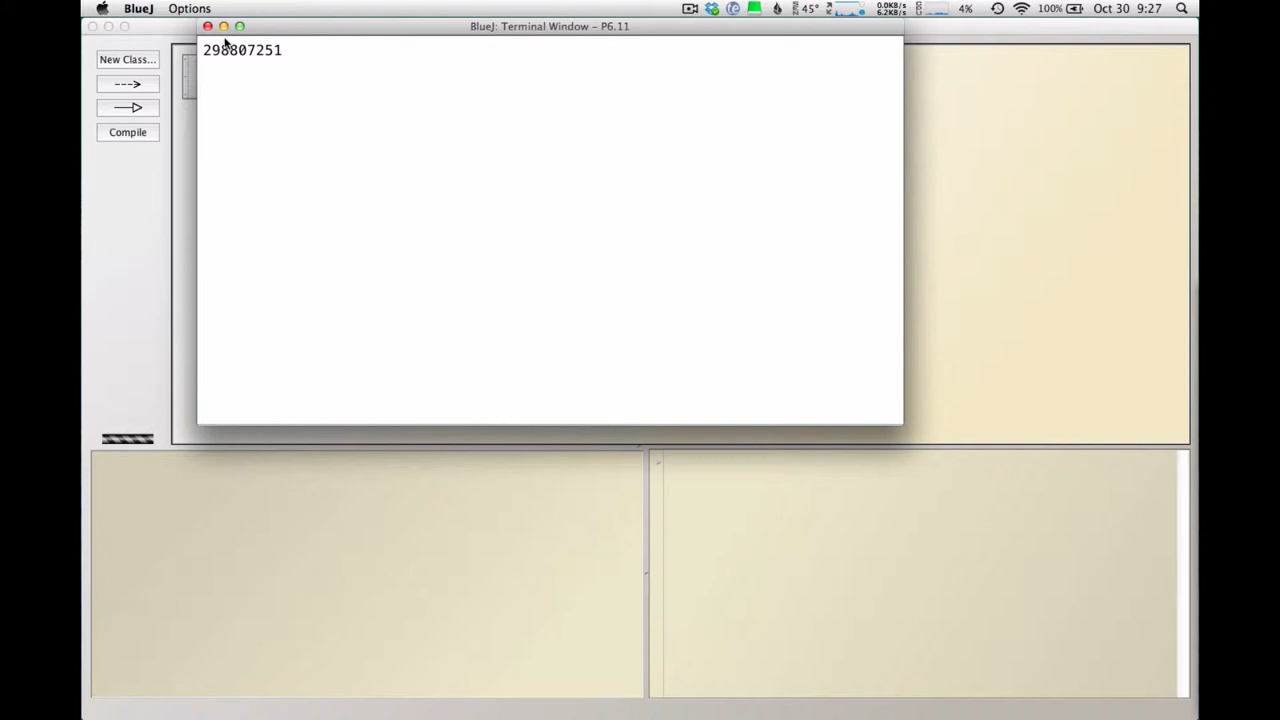 BlueJ Options 45° 0.0KB/s 6.2KB/s 4% 100% Oct 30 9:27
BlueJ: Terminal Window – P6.11
298807251
New Class...
Compile